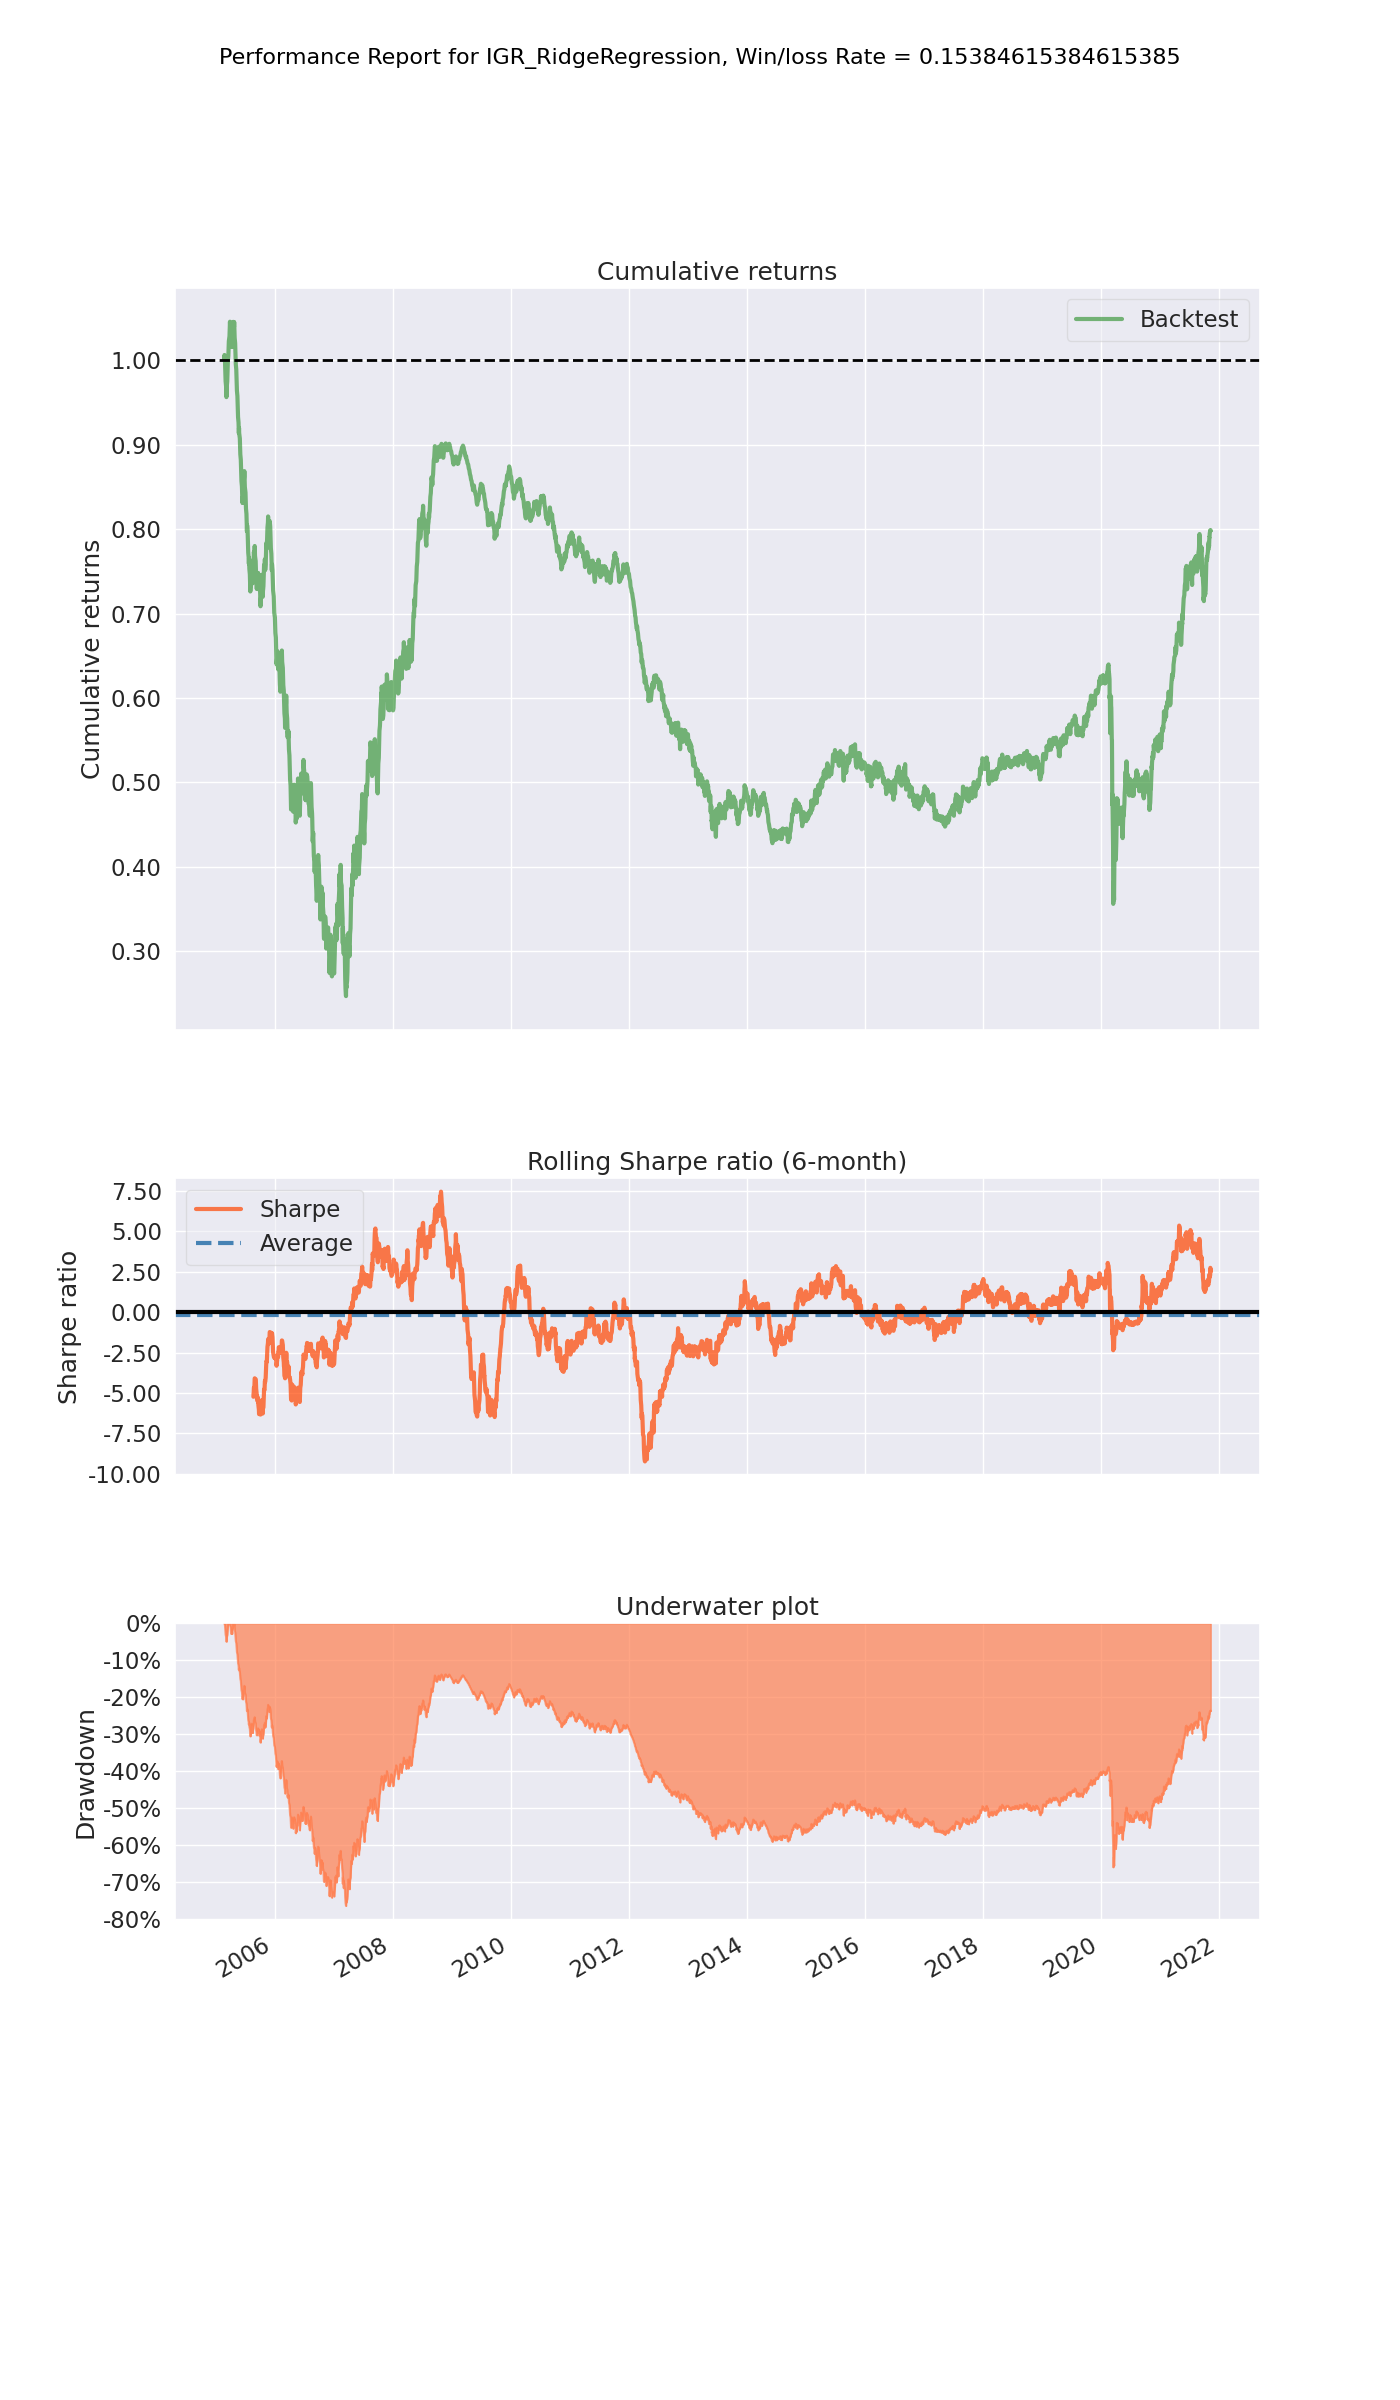 Performance Report for IGR_RidgeRegression, Win/loss Rate = 0.15384615384615385
Cumulative returns
Backtest
Cumulative returns
1.00
0.90
0.80
0.70
0.60
0.50
0.40
0.30
Rolling Sharpe ratio (6-month)
Sharpe
Average
Sharpe ratio
7.50
5.00
2.50
0.00
-2.50
-5.00
-7.50
-10.00
Underwater plot
Drawdown
0%
-10%
-20%
-30%
-40%
-50%
-60%
-70%
-80%
2006 2008 2010 2012 2014 2016 2018 2020 2022